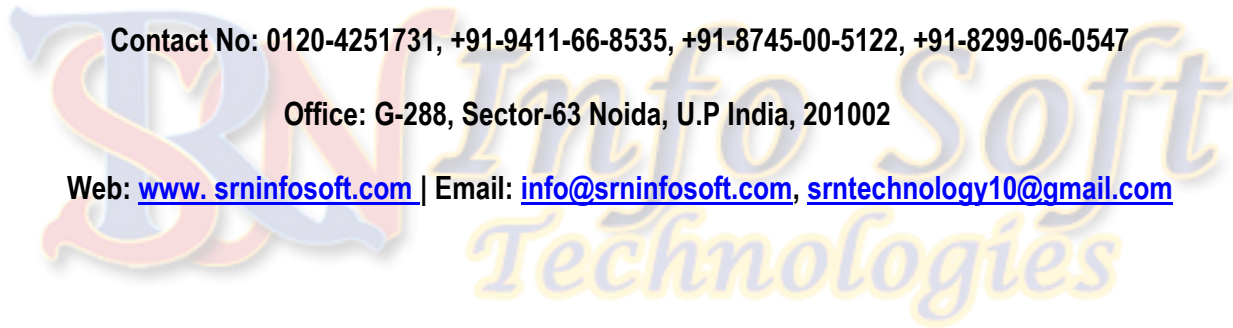 Contact No: 0120-4251731, +91-9411-66-8535, +91-8745-00-5122, +91-8299-06-0547
Office: G-288, Sector-63 Noida, U.P India, 201002
Web: www. srninfosoft.com | Email: info@srninfosoft.com, srntechnology10@gmail.com
SRN Info Soft
Technologies